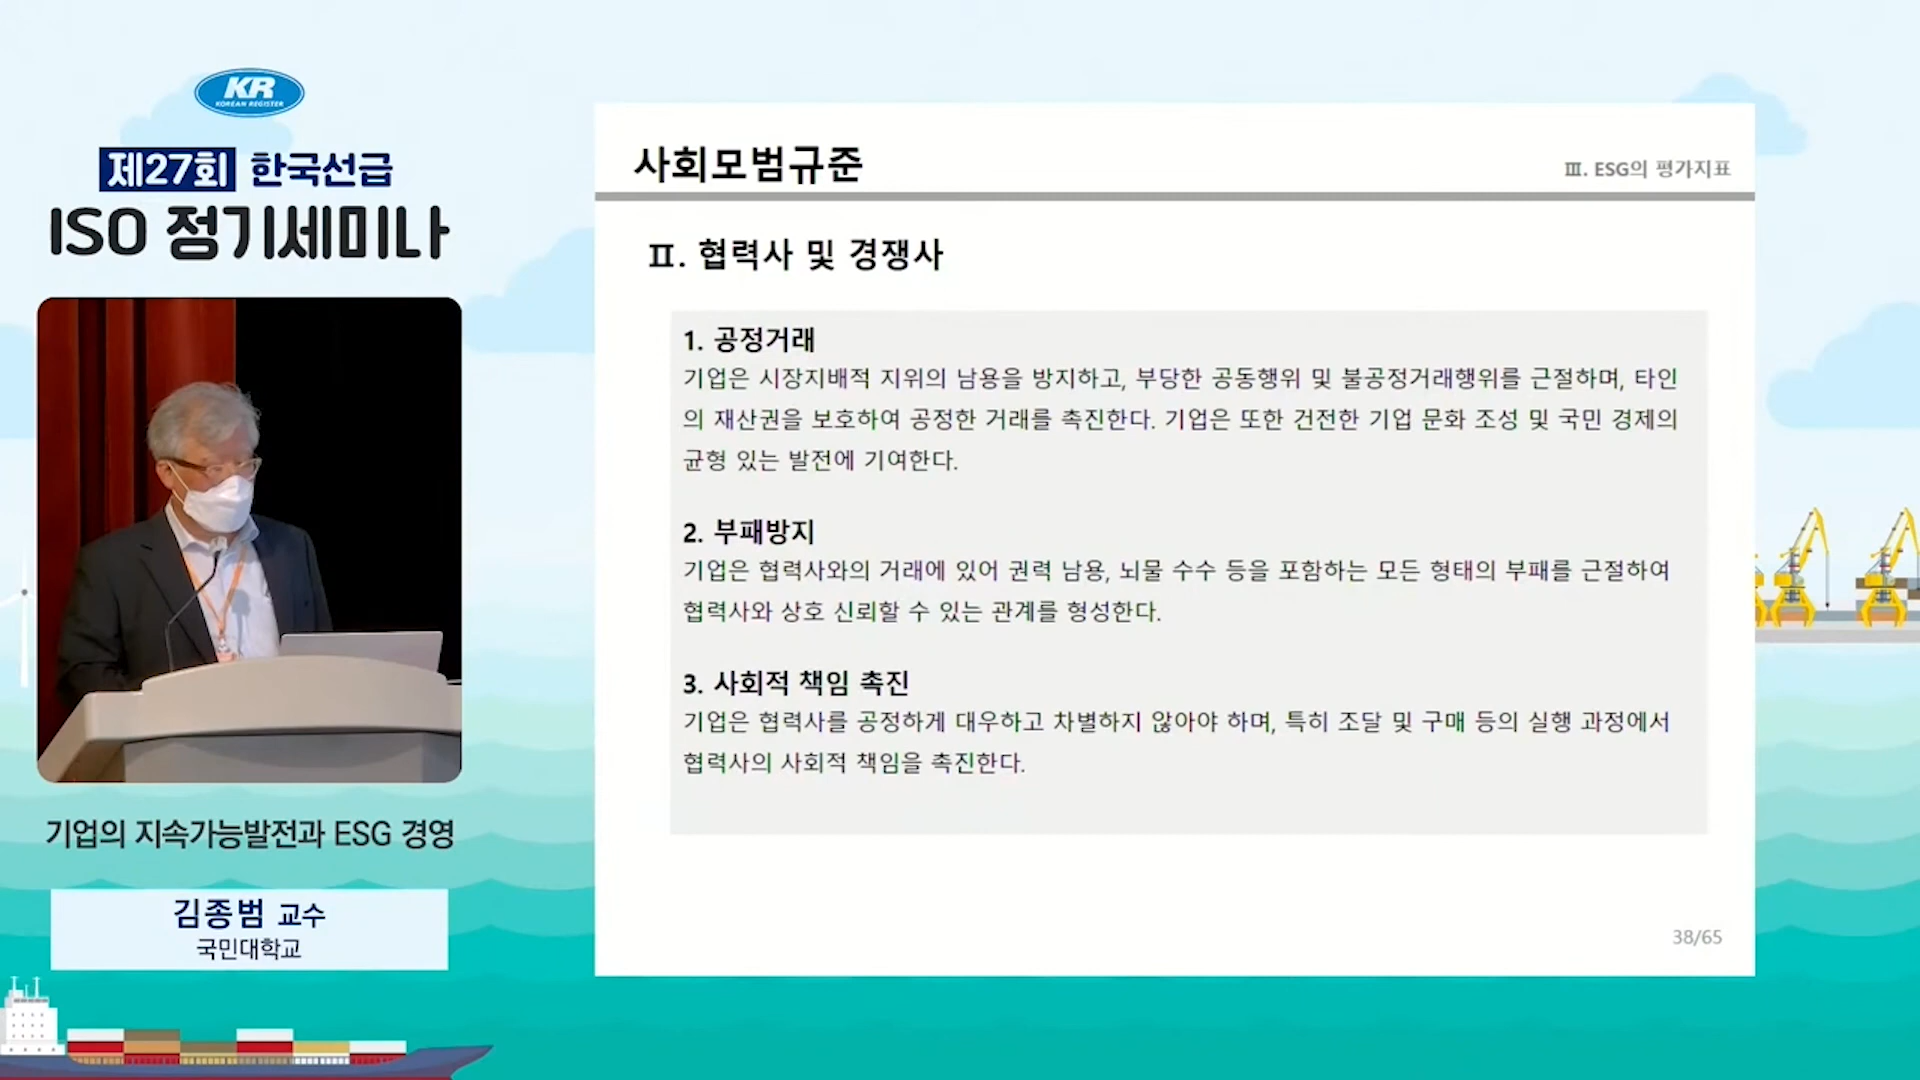 KR
KOREAN REGISTER
제27회 한국선급
ISO 정기세미나
기업의 지속가능발전과 ESG 경영
김종범 교수
국민대학교
사회모범규준
Ⅲ. ESG의 평가지표
Ⅱ. 협력사 및 경쟁사
1. 공정거래
기업은 시장지배적 지위의 남용을 방지하고, 부당한 공동행위 및 불공정거래행위를 근절하며, 타인
의 재산권을 보호하여 공정한 거래를 촉진한다. 기업은 또한 건전한 기업 문화 조성 및 국민 경제의
균형 있는 발전에 기여한다.
2. 부패방지
기업은 협력사와의 거래에 있어 권력 남용, 뇌물 수수 등을 포함하는 모든 형태의 부패를 근절하여
협력사와 상호 신뢰할 수 있는 관계를 형성한다.
3. 사회적 책임 촉진
기업은 협력사를 공정하게 대우하고 차별하지 않아야 하며, 특히 조달 및 구매 등의 실행 과정에서
협력사의 사회적 책임을 촉진한다.
38/65